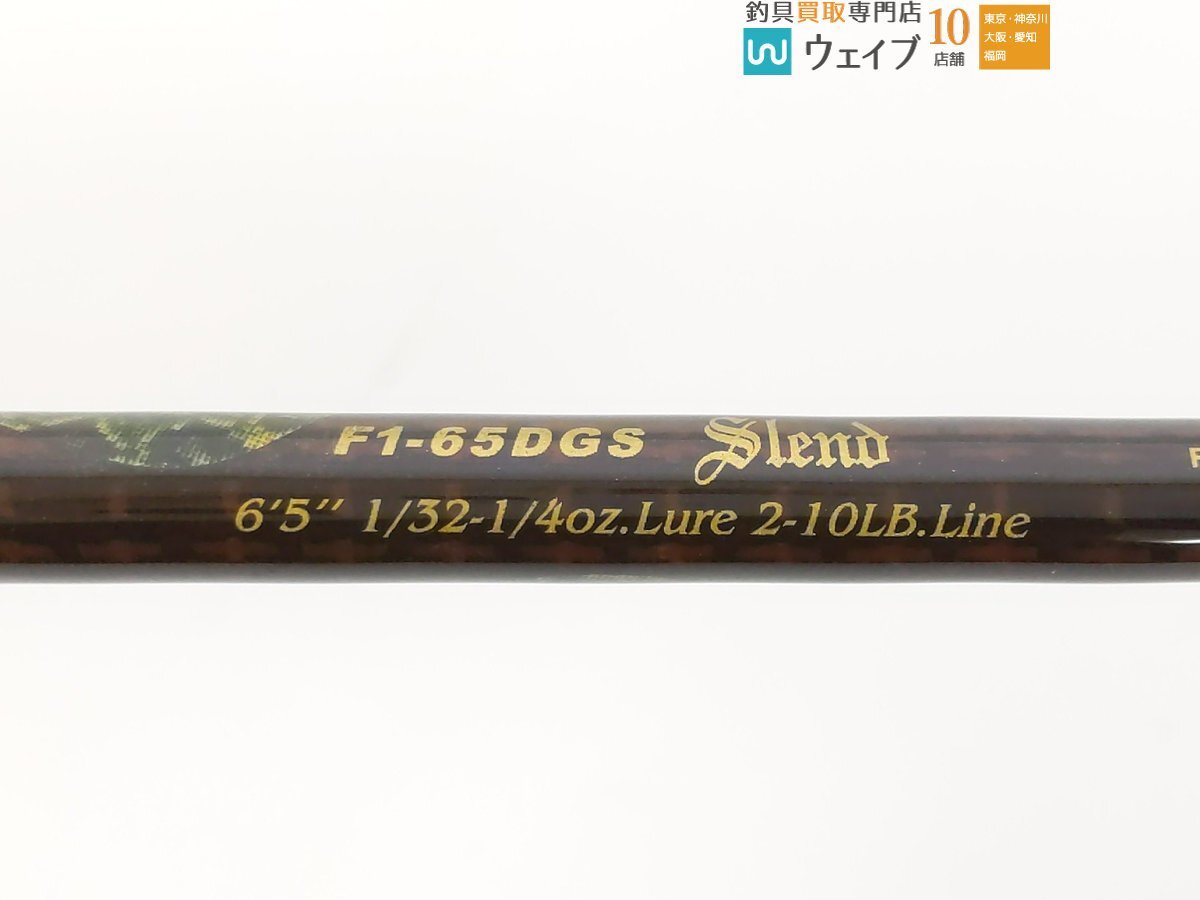 釣具買取専門店
ウェイブ
10
店舗
東京・神奈川
大阪・愛知
福岡
F1-65DGS Slend
6'5'' 1/32-1/4oz.Lure 2-10LB.Line